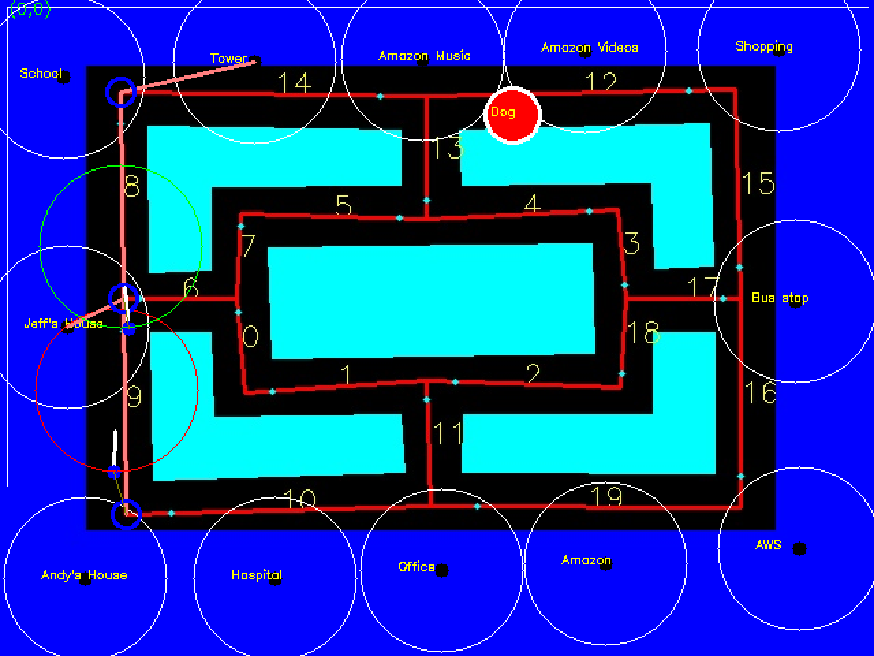 (0,0)
School
Tower
Amazon Music
Amazon Videos
Shopping
14
12
Dog
13
8
15
5
4
7
3
6
17
Bus stop
Jeff's House
0
18
1
2
9
16
11
10
19
Andy's House
Hospital
Office
Amazon
AWS